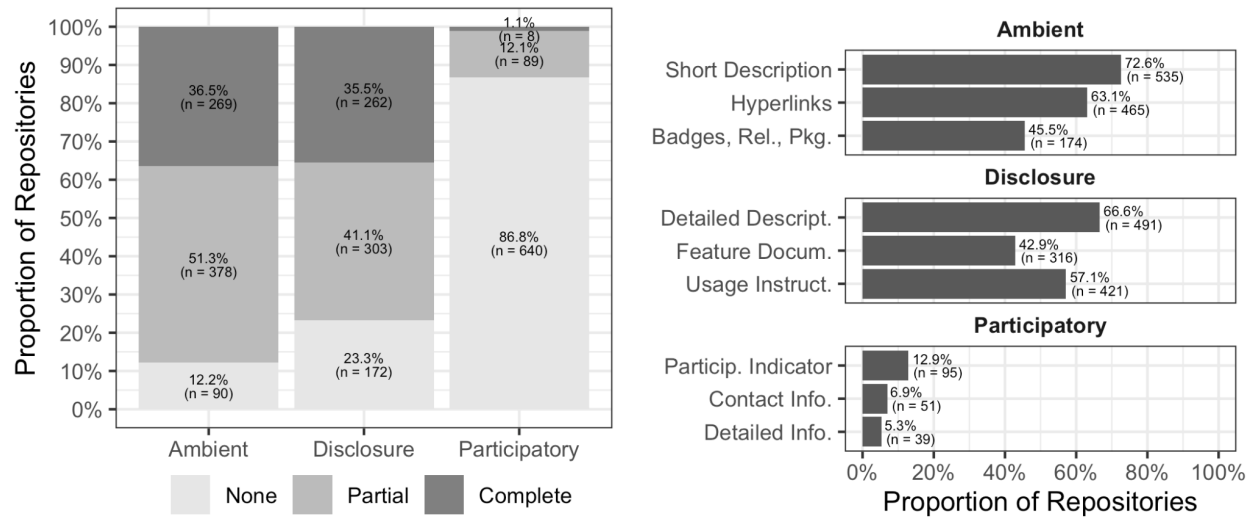 100%
90%
80%
70%
60%
50%
40%
30%
20%
10%
0%
Proportion of Repositories
36.5%
(n = 269)
51.3%
(n = 378)
12.2%
(n = 90)
35.5%
(n = 262)
41.1%
(n = 303)
23.3%
(n = 172)
1.1%
(n = 8)
12.1%
(n = 89)
86.8%
(n = 640)
Ambient
Disclosure
Participatory
None
Partial
Complete
Ambient
Short Description
72.6%
(n = 535)
Hyperlinks
63.1%
(n = 465)
Badges, Rel., Pkg.
45.5%
(n = 174)
Disclosure
Detailed Descript.
66.6%
(n = 491)
Feature Docum.
42.9%
(n = 316)
Usage Instruct.
57.1%
(n = 421)
Participatory
Particip. Indicator
12.9%
(n = 95)
Contact Info.
6.9%
(n = 51)
Detailed Info.
5.3%
(n = 39)
0%
20%
40%
60%
80%
100%
Proportion of Repositories